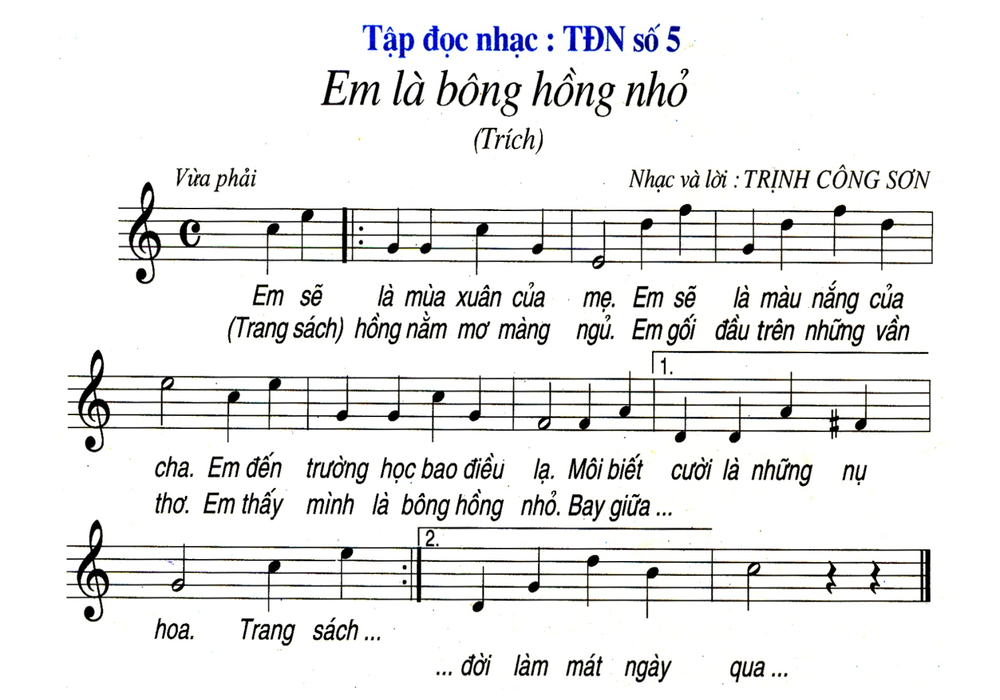 Tập đọc nhạc : TĐN số 5
Em là bông hồng nhỏ
(Trích)
Vừa phải
Nhạc và lời : TRỊNH CÔNG SƠN
Em sẽ là mùa xuân của mẹ. Em sẽ là màu nắng của
(Trang sách) hồng nằm mơ màng ngủ. Em gối đầu trên những vần
1.
cha. Em đến trường học bao điều lạ. Môi biết cười là những nụ
thơ. Em thấy mình là bông hồng nhỏ. Bay giữa ...
2.
hoa. Trang sách ...
... đời làm mát ngày qua ...